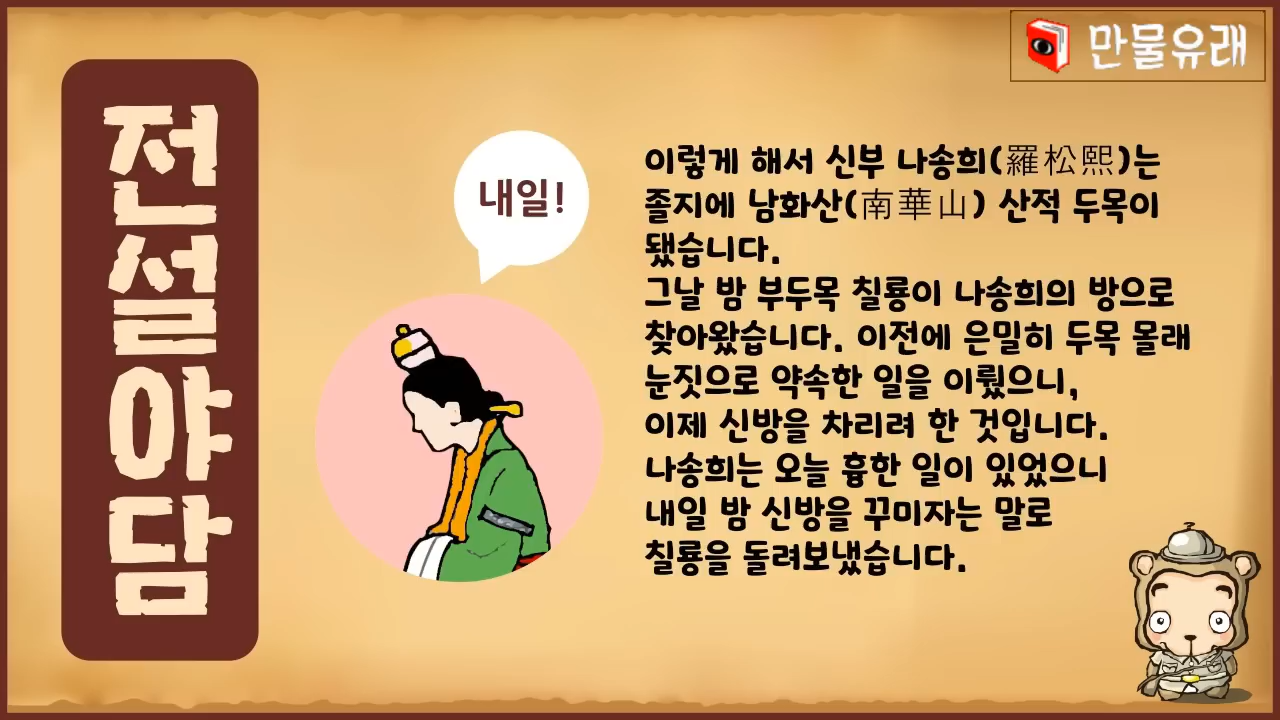 만물유래
전설야담
내일!
이렇게 해서 신부 나송희(羅松熙)는
졸지에 남화산(南華山) 산적 두목이
됐습니다.
그날 밤 부두목 칠룡이 나송희의 방으로
찾아왔습니다. 이전에 은밀히 두목 몰래
눈짓으로 약속한 일을 이뤘으니,
이제 신방을 차리려 한 것입니다.
나송희는 오늘 흉한 일이 있었으니
내일 밤 신방을 꾸미자는 말로
칠룡을 돌려보냈습니다.